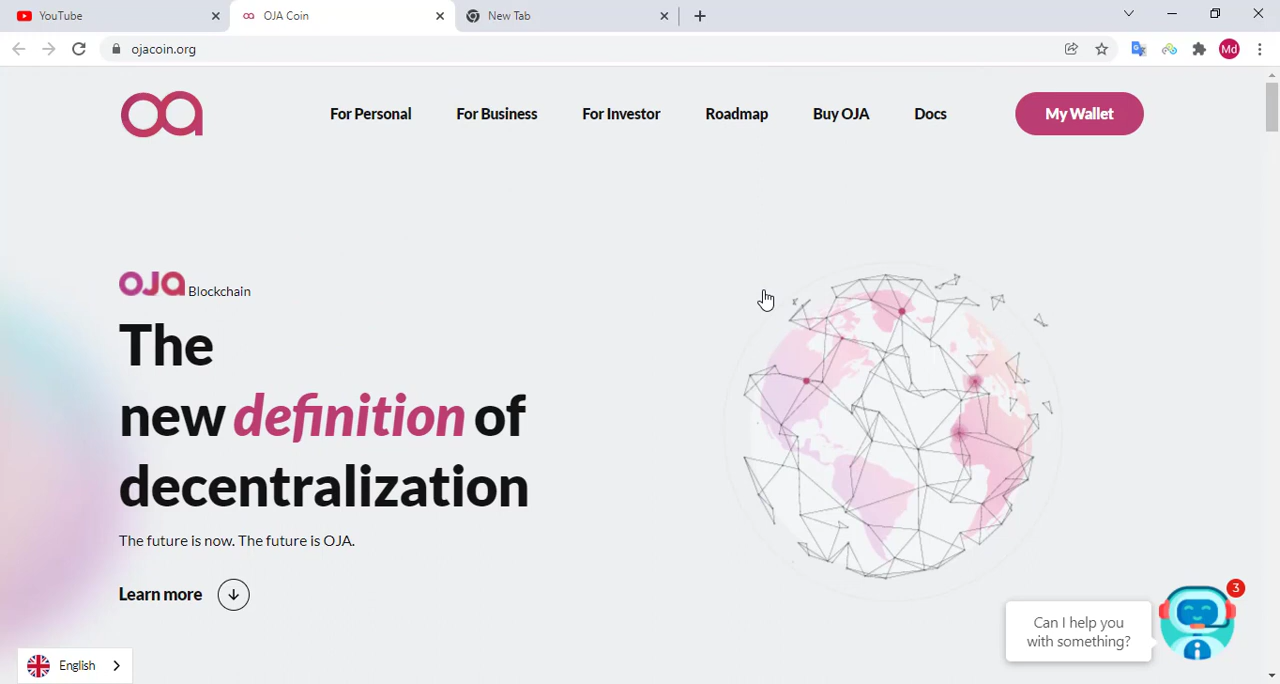 YouTube
OJA Coin
New Tab
ojacoin.org
Md
For Personal
For Business
For Investor
Roadmap
Buy OJA
Docs
My Wallet
OJA Blockchain
The
new definition of
decentralization
The future is now. The future is OJA.
Learn more
Can I help you
with something?
3
English